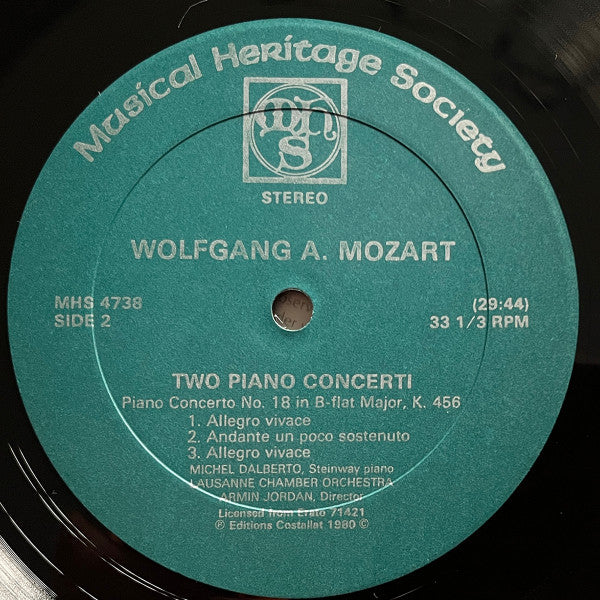 Musical Heritage Society
MHS
STEREO
WOLFGANG A. MOZART
MHS 4738
SIDE 2
(29:44)
33 1/3 RPM
TWO PIANO CONCERTI
Piano Concerto No. 18 in B-flat Major, K. 456
1. Allegro vivace
2. Andante un poco sostenuto
3. Allegro vivace
MICHEL DALBERTO, Steinway piano
LAUSANNE CHAMBER ORCHESTRA
ARMIN JORDAN, Director
Licensed from Erato 71421
℗ Editions Costallat 1980 ©